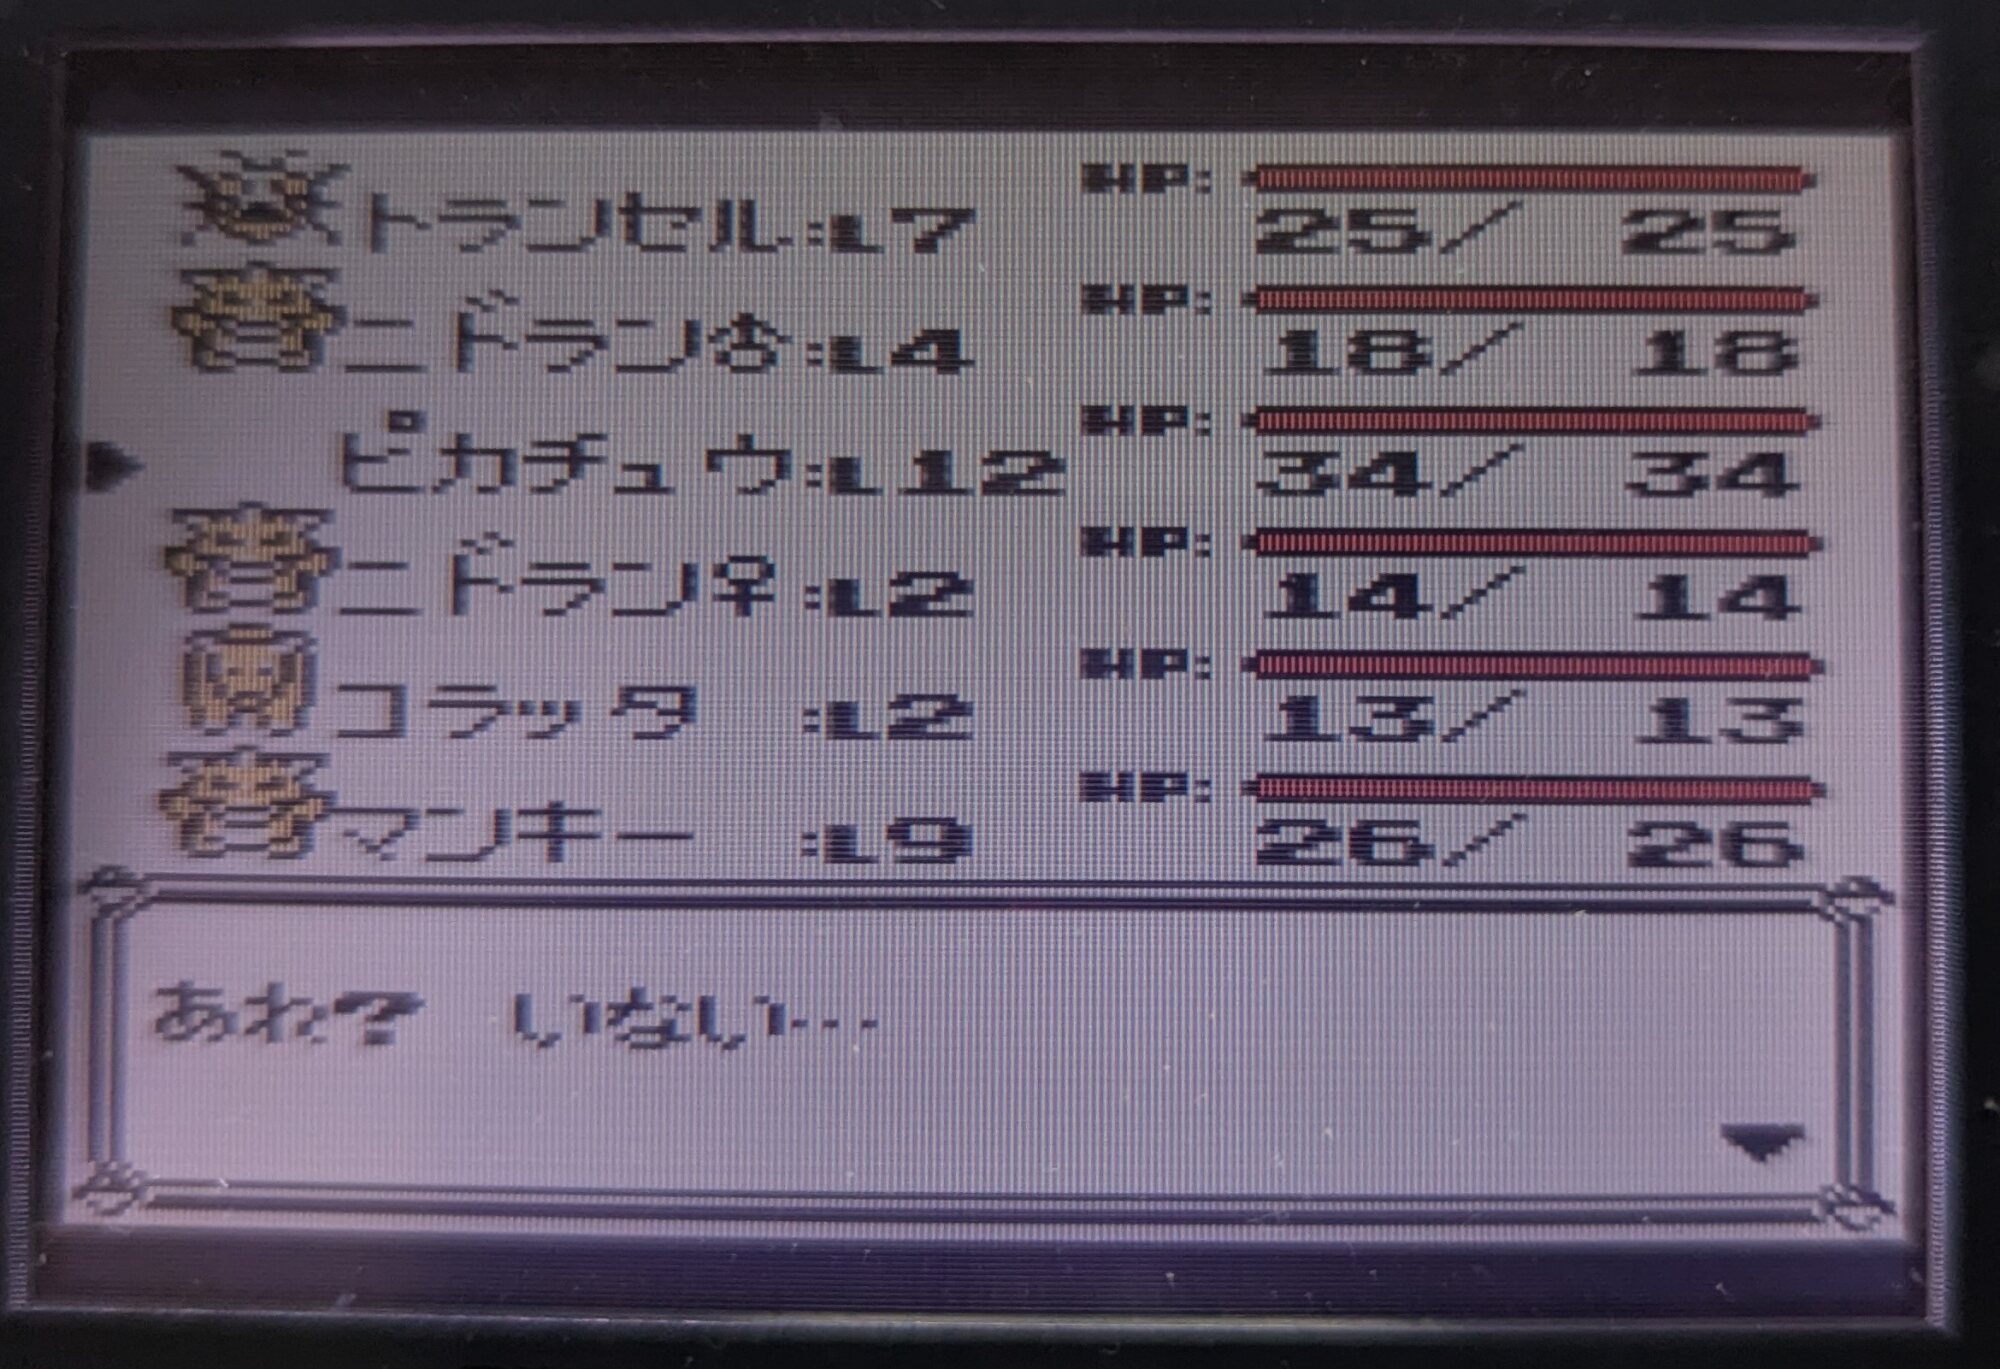 HP:
トランセル:L7 25/ 25
HP:
ニドラン♂:L4 18/ 18
HP:
ピカチュウ:L12 34/ 34
HP:
ニドラン♀:L2 14/ 14
HP:
コラッタ :L2 13/ 13
HP:
マンキー :L9 26/ 26
あれ? いない…